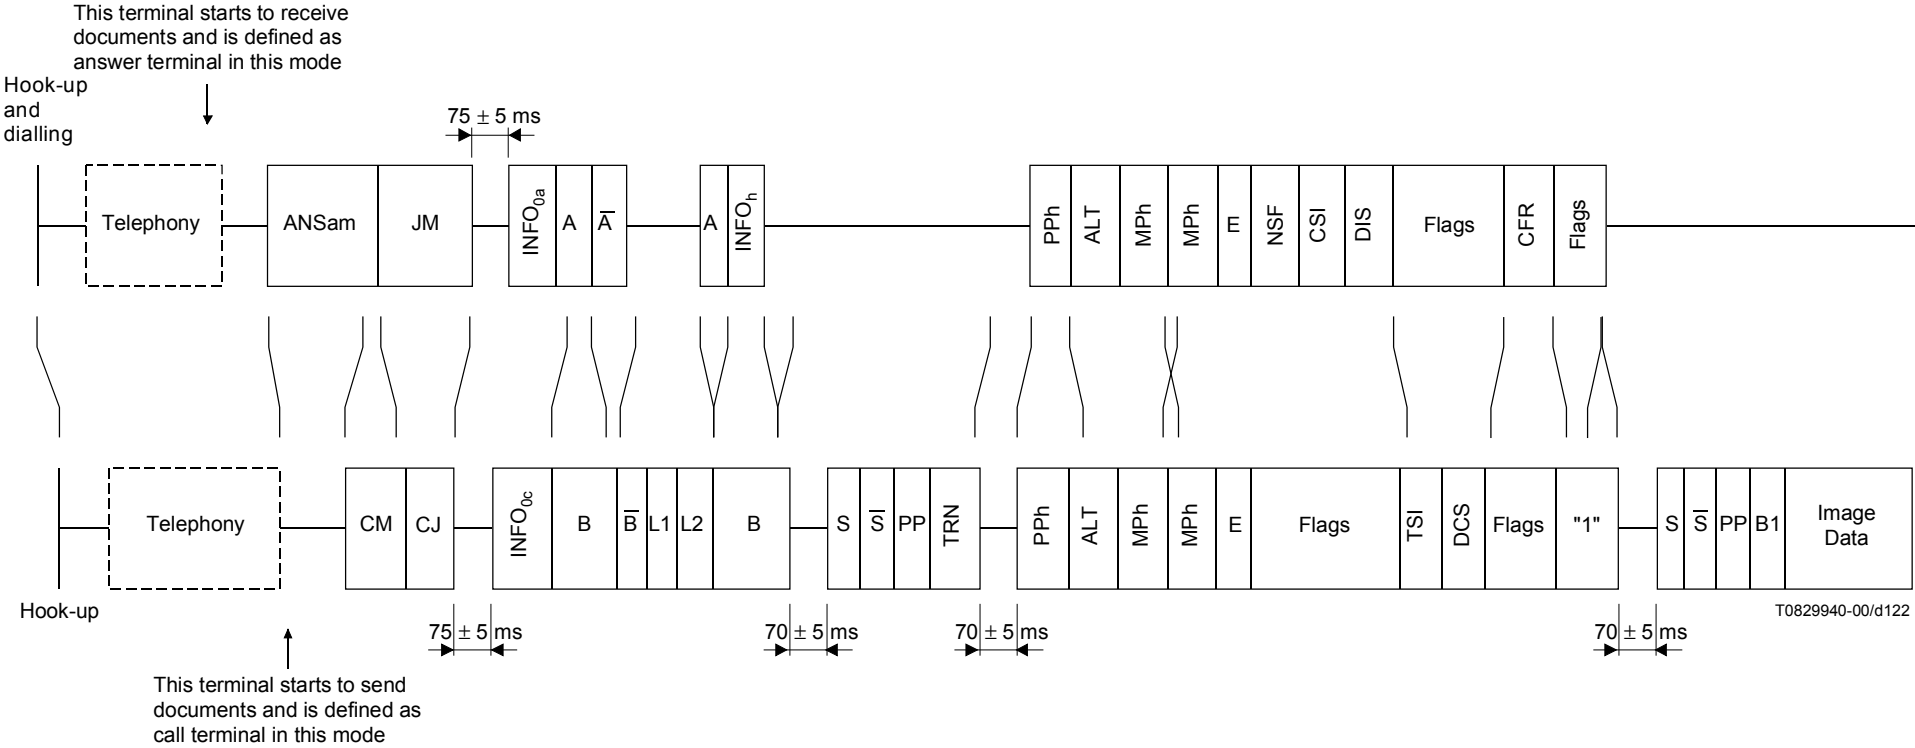 This terminal starts to receive
documents and is defined as
answer terminal in this mode
Hook-up
and
dialling
75 ± 5 ms
Telephony
ANSam
JM
INFO0a
A
A̅
A
INFOh
PPh
ALT
MPh
MPh
E
NSF
CSI
DIS
Flags
CFR
Flags
Telephony
CM
CJ
INFO0c
B
B̅
L1
L2
B
S
S̅
PP
TRN
PPh
ALT
MPh
MPh
E
Flags
TSI
DCS
Flags
"1"
S
S̅
PP
B1
Image
Data
Hook-up
T0829940-00/d122
75 ± 5 ms
70 ± 5 ms
70 ± 5 ms
70 ± 5 ms
This terminal starts to send
documents and is defined as
call terminal in this mode